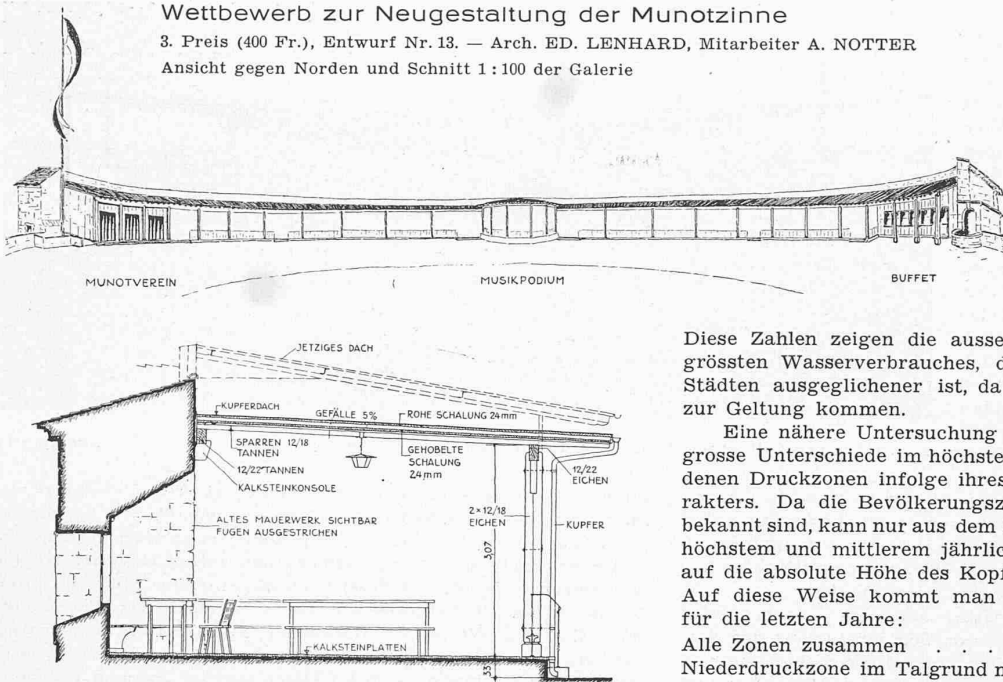 Wettbewerb zur Neugestaltung der Munotzinne
3. Preis (400 Fr.), Entwurf Nr. 13. — Arch. ED. LENHARD, Mitarbeiter A. NOTTER
Ansicht gegen Norden und Schnitt 1 : 100 der Galerie
MUNOTVEREIN
MUSIKPODIUM
BUFFET
JETZIGES DACH
KUPFERDACH
GEFÄLLE 5%
ROHE SCHALUNG 24mm
SPARREN 12/18
TANNEN
GEHOBELTE
SCHALUNG
24mm
12/22 TANNEN
KALKSTEINKONSOLE
12/22
EICHEN
ALTES MAUERWERK SICHTBAR
FUGEN AUSGESTRICHEN
2×12/18
EICHEN
KUPFER
3,07
KALKSTEINPLATTEN
33
Diese Zahlen zeigen die ausse
grössten Wasserverbrauches, d
Städten ausgeglichener ist, da
zur Geltung kommen.
Eine nähere Untersuchung
grosse Unterschiede im höchste
denen Druckzonen infolge ihres
rakters. Da die Bevölkerungsz
bekannt sind, kann nur aus dem
höchstem und mittlerem jährlic
auf die absolute Höhe des Kopf
Auf diese Weise kommt man
für die letzten Jahre:
Alle Zonen zusammen . . .
Niederdruckzone im Talgrund